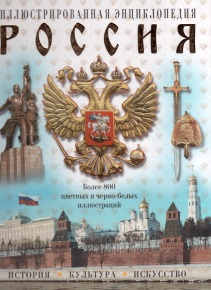 ИЛЛЮСТРИРОВАННАЯ ЭНЦИКЛОПЕДИЯ
РОССИЯ
Более 800
цветных и черно-белых
иллюстраций
ИСТОРИЯ • КУЛЬТУРА • ИСКУССТВО